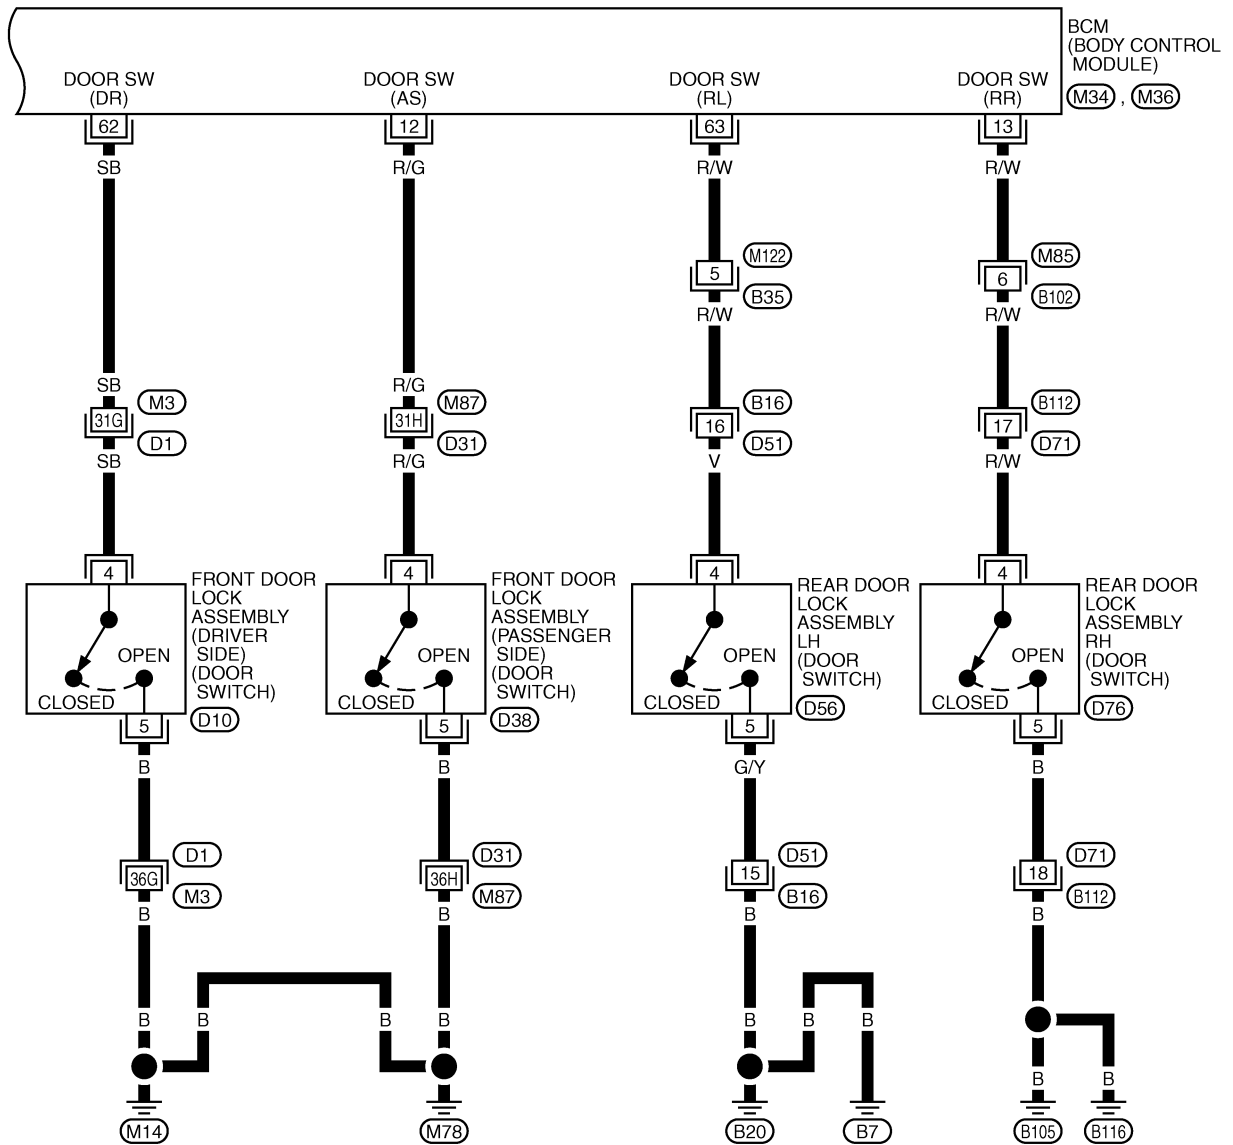 BCM
(BODY CONTROL
MODULE)
M34 , M36
DOOR SW
(DR)
DOOR SW
(AS)
DOOR SW
(RL)
DOOR SW
(RR)
62
12
63
13
SB
R/G
R/W
R/W
M122
M85
5
6
B35
B102
R/W
R/W
SB
R/G
M3
M87
B16
B112
31G
31H
16
17
D1
D31
D51
D71
SB
R/G
V
R/W
4
4
4
4
FRONT DOOR
LOCK
ASSEMBLY
(DRIVER
SIDE)
(DOOR
SWITCH)
D10
FRONT DOOR
LOCK
ASSEMBLY
(PASSENGER
SIDE)
(DOOR
SWITCH)
D38
REAR DOOR
LOCK
ASSEMBLY
LH
(DOOR
SWITCH)
D56
REAR DOOR
LOCK
ASSEMBLY
RH
(DOOR
SWITCH)
D76
OPEN
OPEN
OPEN
OPEN
CLOSED
CLOSED
CLOSED
CLOSED
5
5
5
5
B
B
G/Y
B
D1
D31
D51
D71
36G
36H
15
18
M3
M87
B16
B112
B
B
B
B
B
B
B
B
B
B
B
B
B
M14
M78
B20
B7
B105
B116